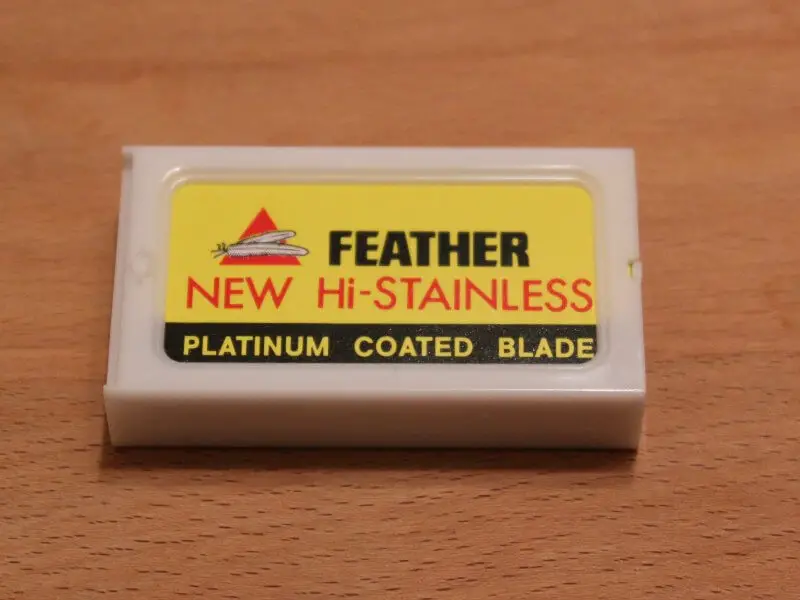 FEATHER
NEW Hi-STAINLESS
PLATINUM COATED BLADE